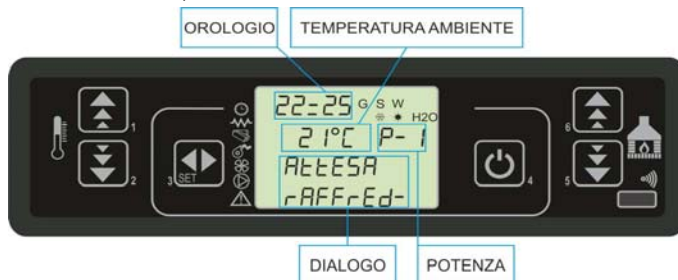 OROLOGIO TEMPERATURA AMBIENTE
22-25 G S W
H2O
21°C P- 1
1 6
AttESA
3 SET 4
2 rAFFrEd- 5
DIALOGO POTENZA